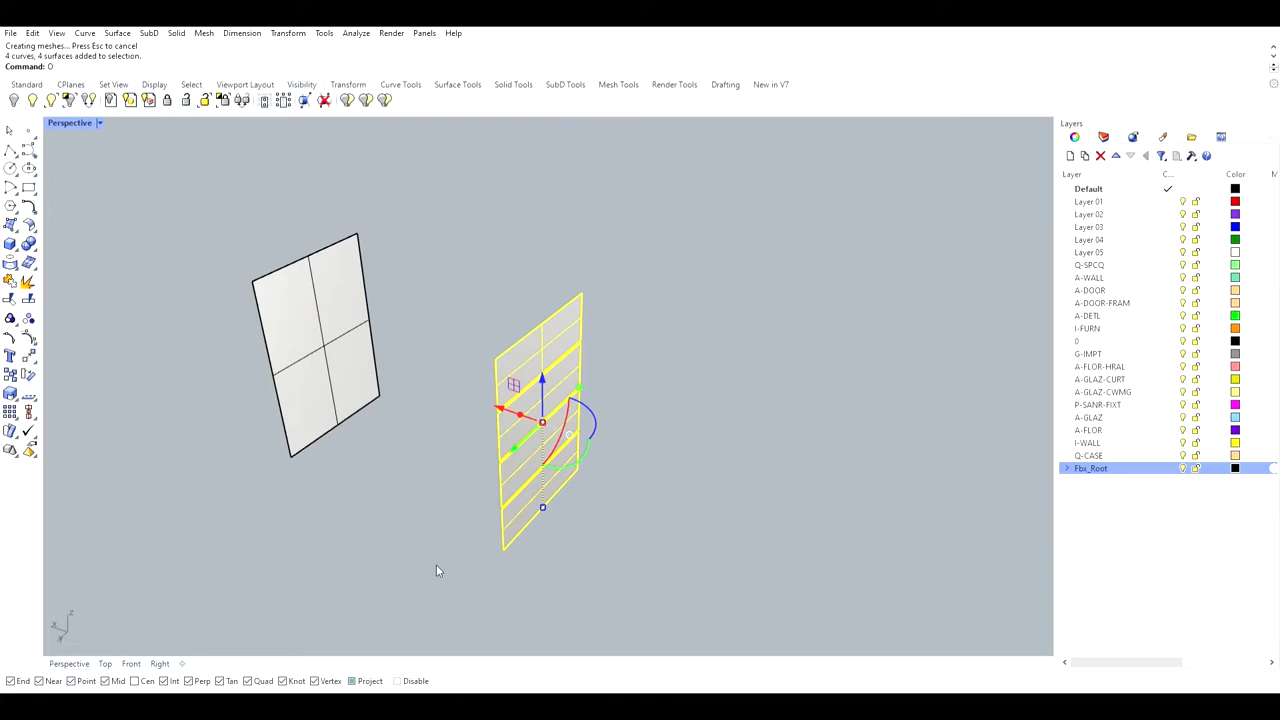 File Edit View Curve Surface SubD Solid Mesh Dimension Transform Tools Analyze Render Panels Help
Creating meshes... Press Esc to cancel
4 curves, 4 surfaces added to selection.
Command: O
Standard CPlanes Set View Display Select Viewport Layout Visibility Transform Curve Tools Surface Tools Solid Tools SubD Tools Mesh Tools Render Tools Drafting New in V7
Perspective
Layers
Layer C... Color M
Default
Layer 01
Layer 02
Layer 03
Layer 04
Layer 05
Q-SPCQ
A-WALL
A-DOOR
A-DOOR-FRAM
A-DETL
I-FURN
0
G-IMPT
A-FLOR-HRAL
A-GLAZ-CURT
A-GLAZ-CWMG
P-SANR-FIXT
A-GLAZ
A-FLOR
I-WALL
Q-CASE
Fbx_Root
z
x
y
Perspective Top Front Right
End Near Point Mid Cen Int Perp Tan Quad Knot Vertex Project Disable